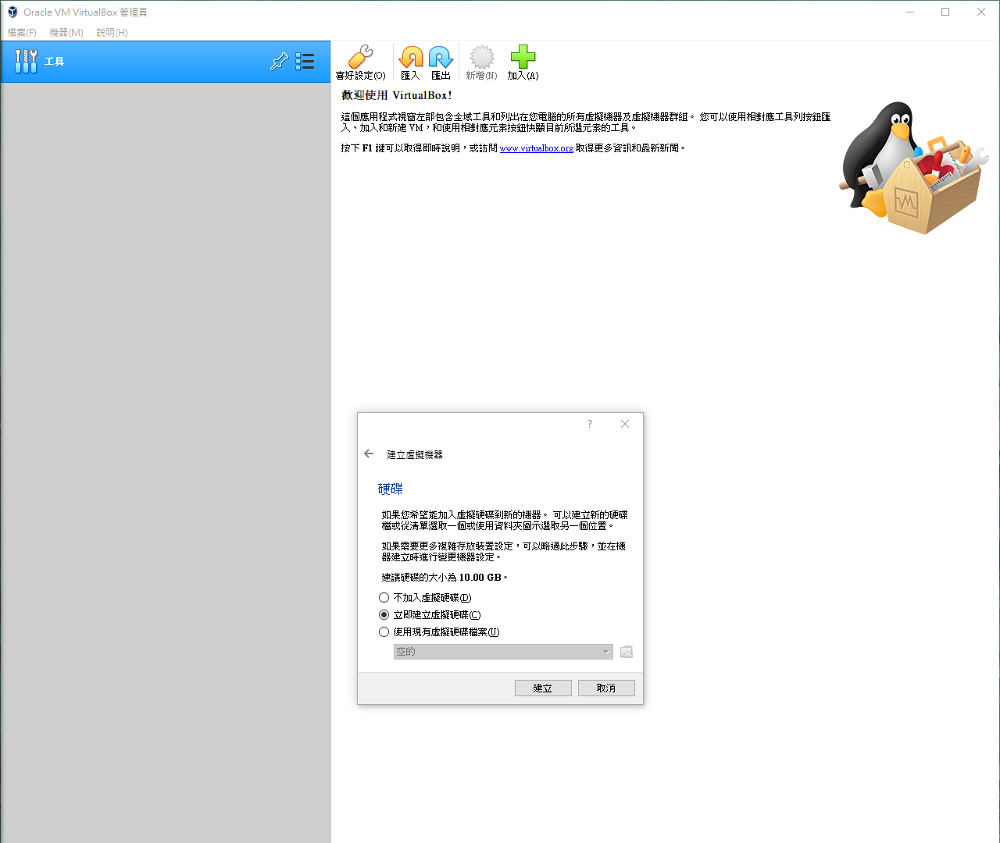 Oracle VM VirtualBox 管理員
檔案(F) 機器(M) 說明(H)
工具
喜好設定(O) 匯入 匯出 新增(N) 加入(A)
歡迎使用 VirtualBox!
這個應用程式視窗左部包含全域工具和列出在您電腦的所有虛擬機器及虛擬機器群組。 您可以使用相對應工具列按鈕匯
入、加入和新建 VM，和使用相對應元素按鈕快顯目前所選元素的工具。
按下 F1 鍵可以取得即時說明，或訪問 www.virtualbox.org 取得更多資訊和最新新聞。
?
建立虛擬機器
硬碟
如果您希望能加入虛擬硬碟到新的機器。 可以建立新的硬碟
檔或從清單選取一個或使用資料夾圖示選取另一個位置。
如果需要更多複雜存放裝置設定，可以略過此步驟，並在機
器建立時進行變更機器設定。
建議硬碟的大小為 10.00 GB。
不加入虛擬硬碟(D)
立即建立虛擬硬碟(C)
使用現有虛擬硬碟檔案(U)
空的
建立 取消